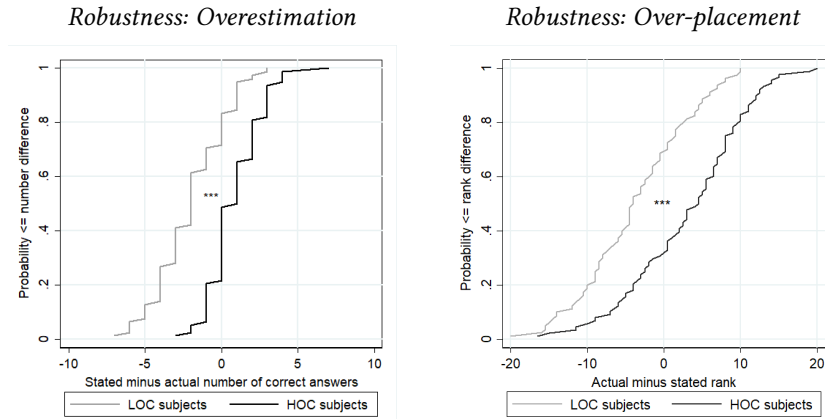 Robustness: Overestimation
Probability <= number difference
1
.8
.6
.4
.2
0
***
-10 -5 0 5 10
Stated minus actual number of correct answers
LOC subjects HOC subjects
Robustness: Over-placement
Probability <= rank difference
1
.8
.6
.4
.2
0
***
-20 -10 0 10 20
Actual minus stated rank
LOC subjects HOC subjects